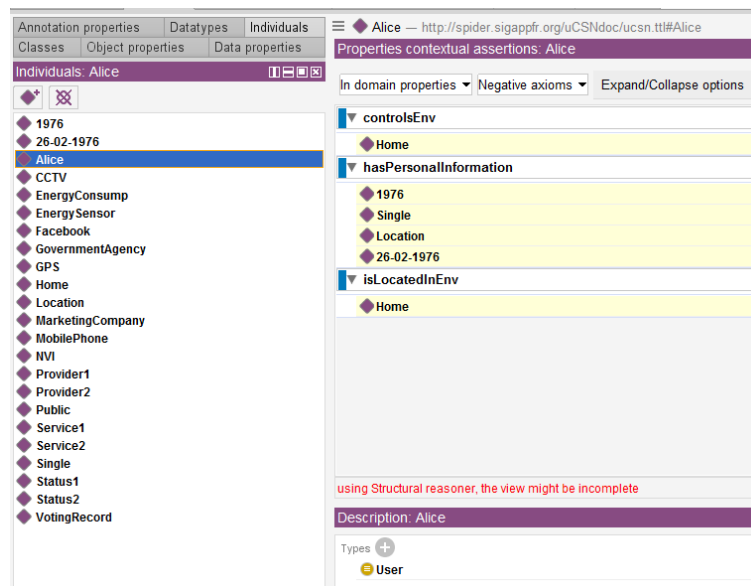 Annotation properties Datatypes Individuals
Classes Object properties Data properties
Individuals: Alice
1976
26-02-1976
Alice
CCTV
EnergyConsump
EnergySensor
Facebook
GovernmentAgency
GPS
Home
Location
MarketingCompany
MobilePhone
NVI
Provider1
Provider2
Public
Service1
Service2
Single
Status1
Status2
VotingRecord
Alice — http://spider.sigappfr.org/uCSNdoc/ucsn.ttl#Alice
Properties contextual assertions: Alice
In domain properties Negative axioms Expand/Collapse options
controlsEnv
Home
hasPersonalInformation
1976
Single
Location
26-02-1976
isLocatedInEnv
Home
using Structural reasoner, the view might be incomplete
Description: Alice
Types
User